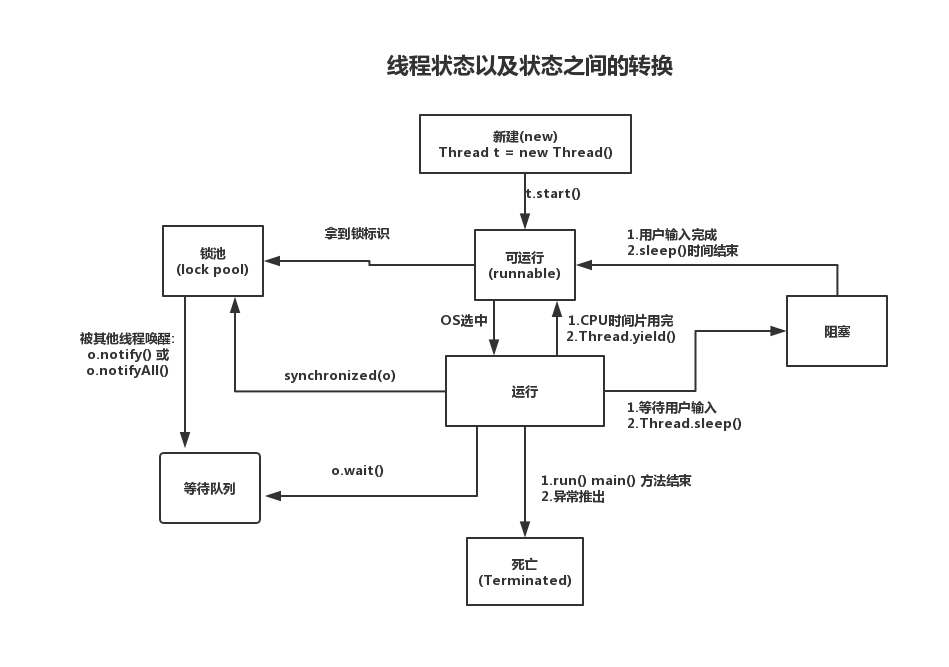 线程状态以及状态之间的转换
新建(new)
Thread t = new Thread()
t.start()
拿到锁标识
1.用户输入完成
2.sleep()时间结束
锁池
(lock pool)
可运行
(runnable)
OS选中
1.CPU时间片用完
2.Thread.yield()
阻塞
被其他线程唤醒:
o.notify() 或
o.notifyAll()
synchronized(o)
运行
1.等待用户输入
2.Thread.sleep()
o.wait()
等待队列
1.run() main() 方法结束
2.异常推出
死亡
(Terminated)